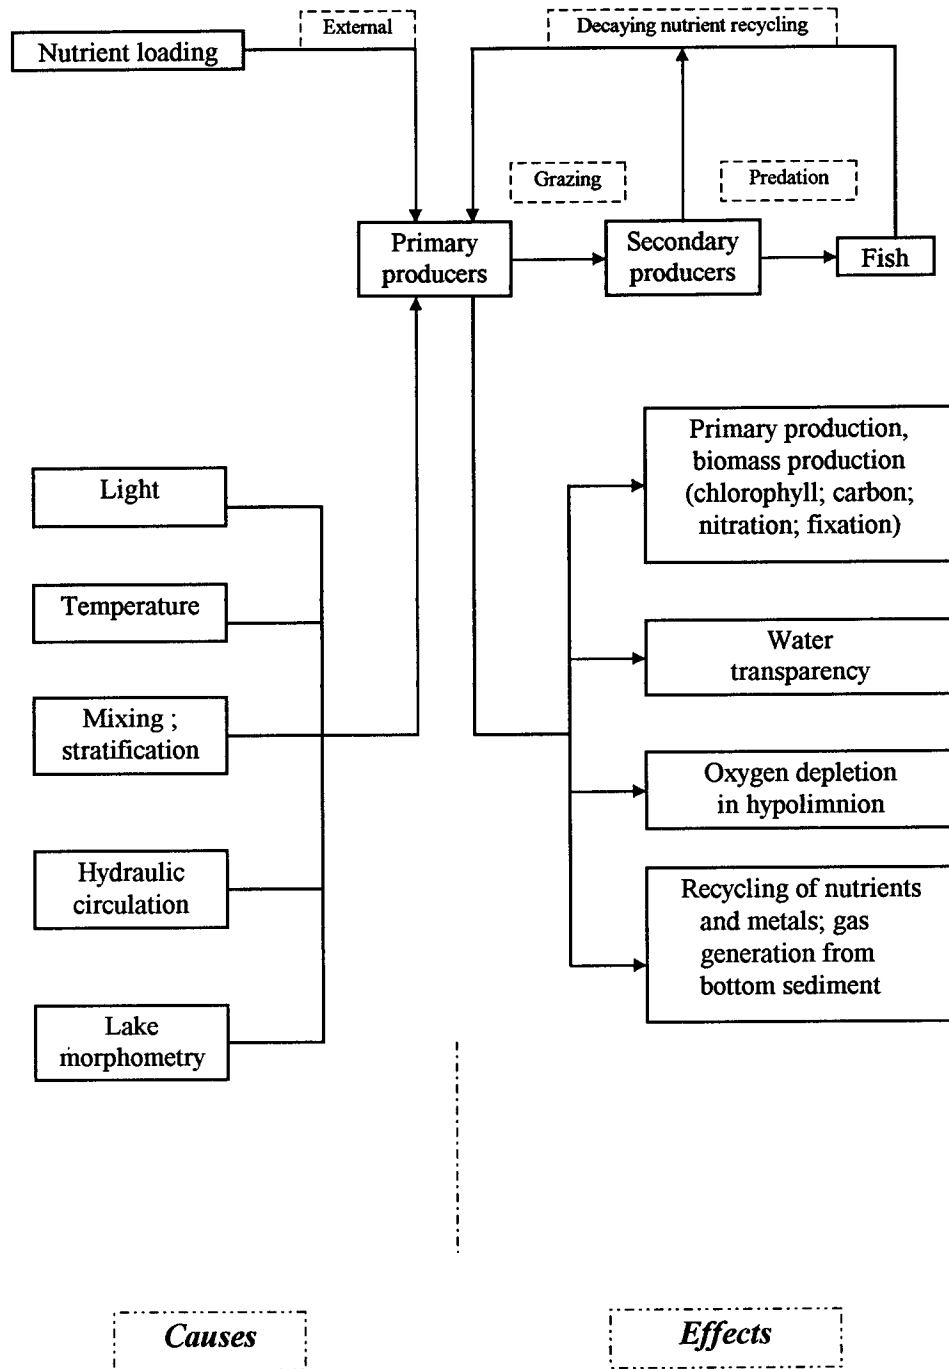 External
Decaying nutrient recycling
Nutrient loading
Grazing
Predation
Primary
producers
Secondary
producers
Fish
Light
Temperature
Mixing ;
stratification
Hydraulic
circulation
Lake
morphometry
Primary production,
biomass production
(chlorophyll; carbon;
nitration; fixation)
Water
transparency
Oxygen depletion
in hypolimnion
Recycling of nutrients
and metals; gas
generation from
bottom sediment
Causes
Effects